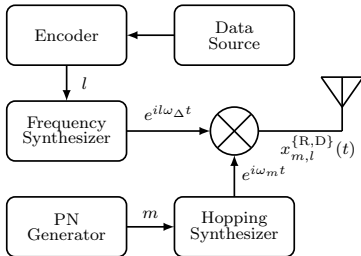 Encoder
Data
Source
l
Frequency
Synthesizer
e^{ilω_Δ t}
x_{m,l}^{\{R,D\}}(t)
e^{iω_m t}
PN
Generator
m
Hopping
Synthesizer